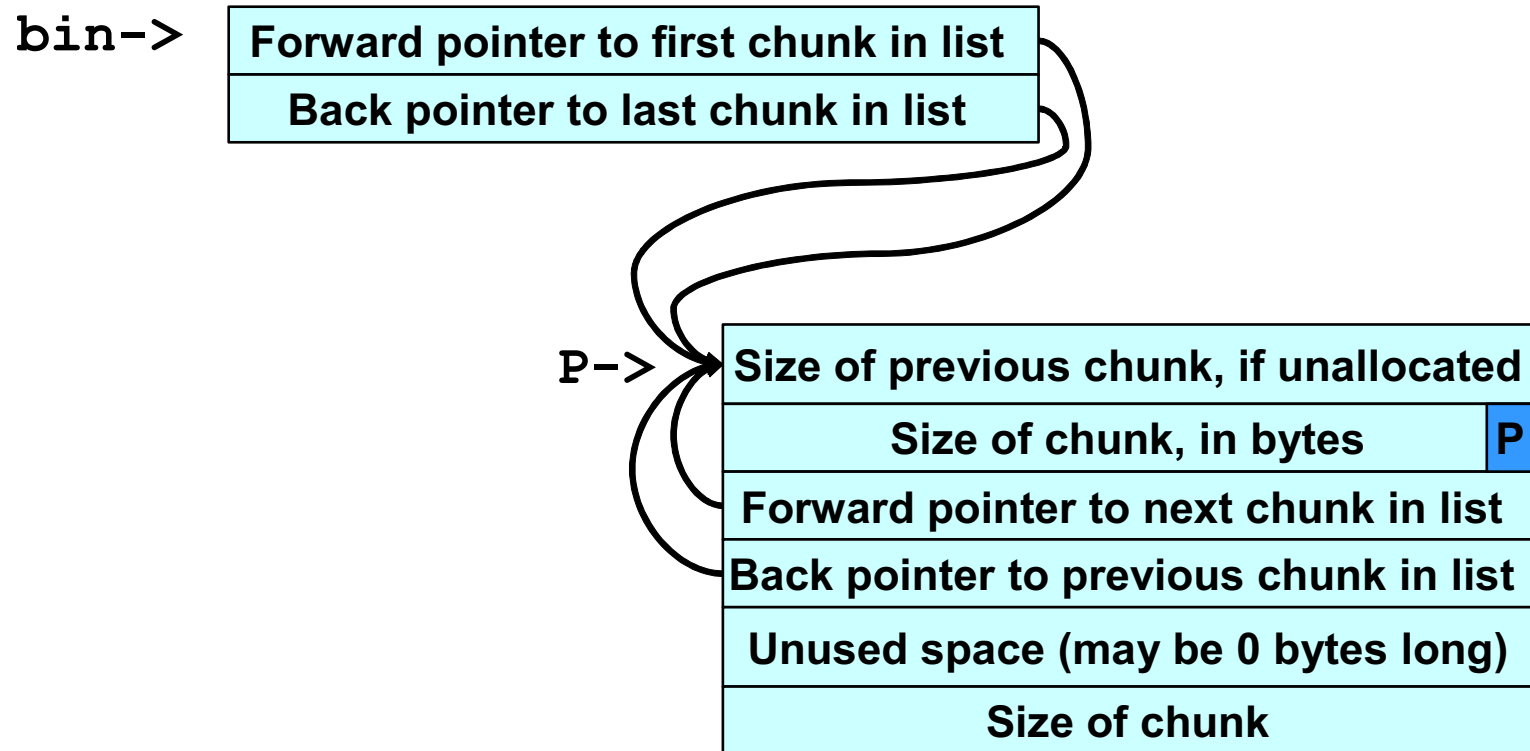 bin->
Forward pointer to first chunk in list
Back pointer to last chunk in list
P->
Size of previous chunk, if unallocated
Size of chunk, in bytes
P
Forward pointer to next chunk in list
Back pointer to previous chunk in list
Unused space (may be 0 bytes long)
Size of chunk